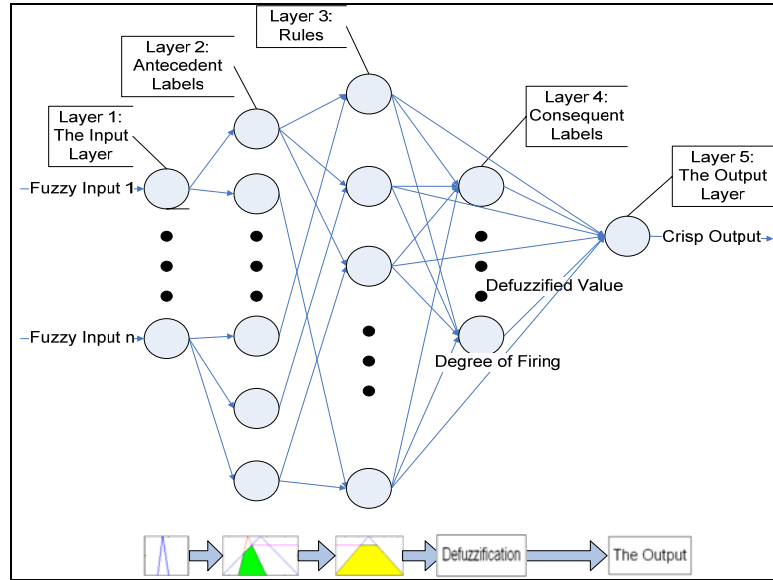 Layer 3:
Rules
Layer 2:
Antecedent
Labels
Layer 4:
Consequent
Labels
Layer 1:
The Input
Layer
Layer 5:
The Output
Layer
Fuzzy Input 1
Crisp Output
Defuzzified Value
Fuzzy Input n
Degree of Firing
Defuzzification
The Output